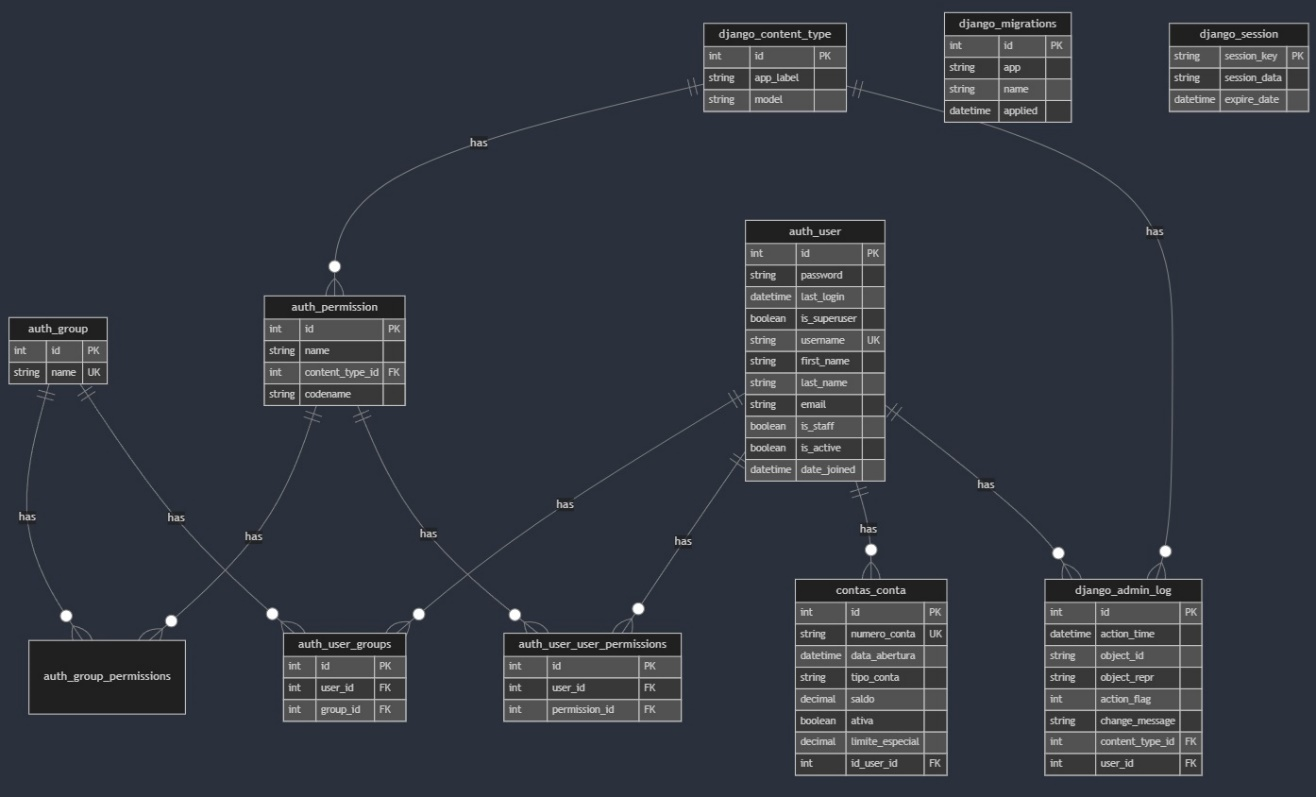 django_content_type
int id PK
string app_label
string model
django_migrations
int id PK
string app
string name
datetime applied
django_session
string session_key PK
string session_data
datetime expire_date
has
has
auth_user
int id PK
string password
datetime last_login
boolean is_superuser
string username UK
string first_name
string last_name
string email
boolean is_staff
boolean is_active
datetime date_joined
auth_permission
int id PK
string name
int content_type_id FK
string codename
auth_group
int id PK
string name UK
has
has
has
has
has
has
has
has
auth_group_permissions
auth_user_groups
int id PK
int user_id FK
int group_id FK
auth_user_user_permissions
int id PK
int user_id FK
int permission_id FK
contas_conta
int id PK
string numero_conta UK
datetime data_abertura
string tipo_conta
decimal saldo
boolean ativa
decimal limite_especial
int id_user_id FK
django_admin_log
int id PK
datetime action_time
string object_id
string object_repr
int action_flag
string change_message
int content_type_id FK
int user_id FK